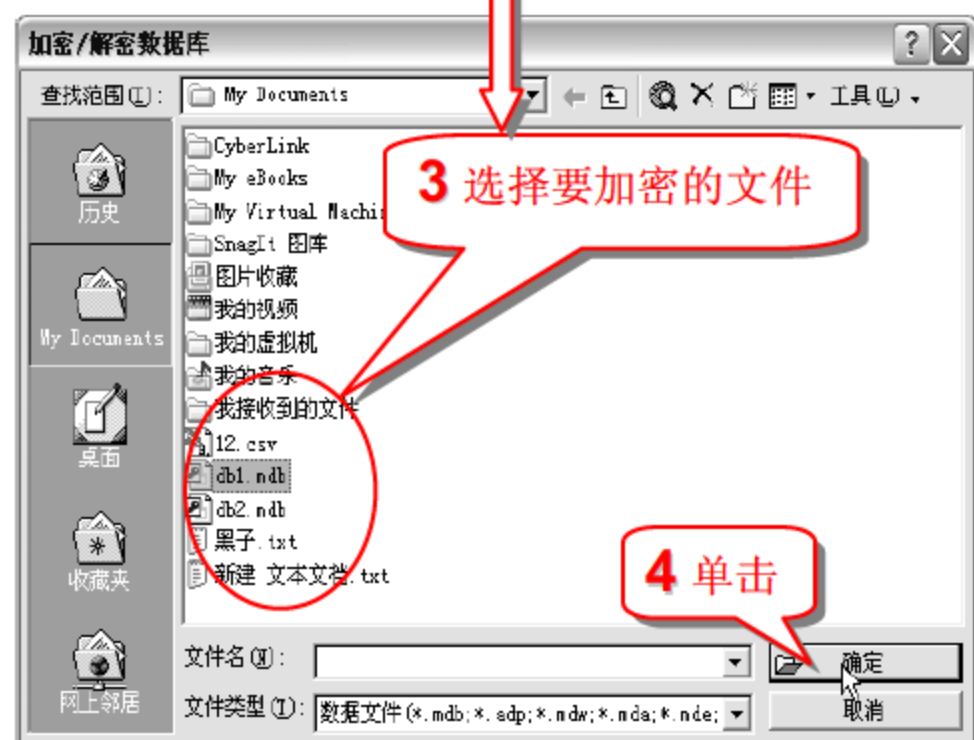 加密/解密数据库
查找范围(I):
My Documents
工具(L)
3 选择要加密的文件
历史
My Documents
桌面
收藏夹
网上邻居
CyberLink
My eBooks
My Virtual Machin
SnagIt 图库
图片收藏
我的视频
我的虚拟机
我的音乐
我接收到的文件
12.csv
db1.mdb
db2.mdb
黑子.txt
新建 文本文档.txt
4 单击
文件名(N):
确定
文件类型(T):
数据文件(*.mdb;*.adp;*.mdw;*.mda;*.mde;
取消